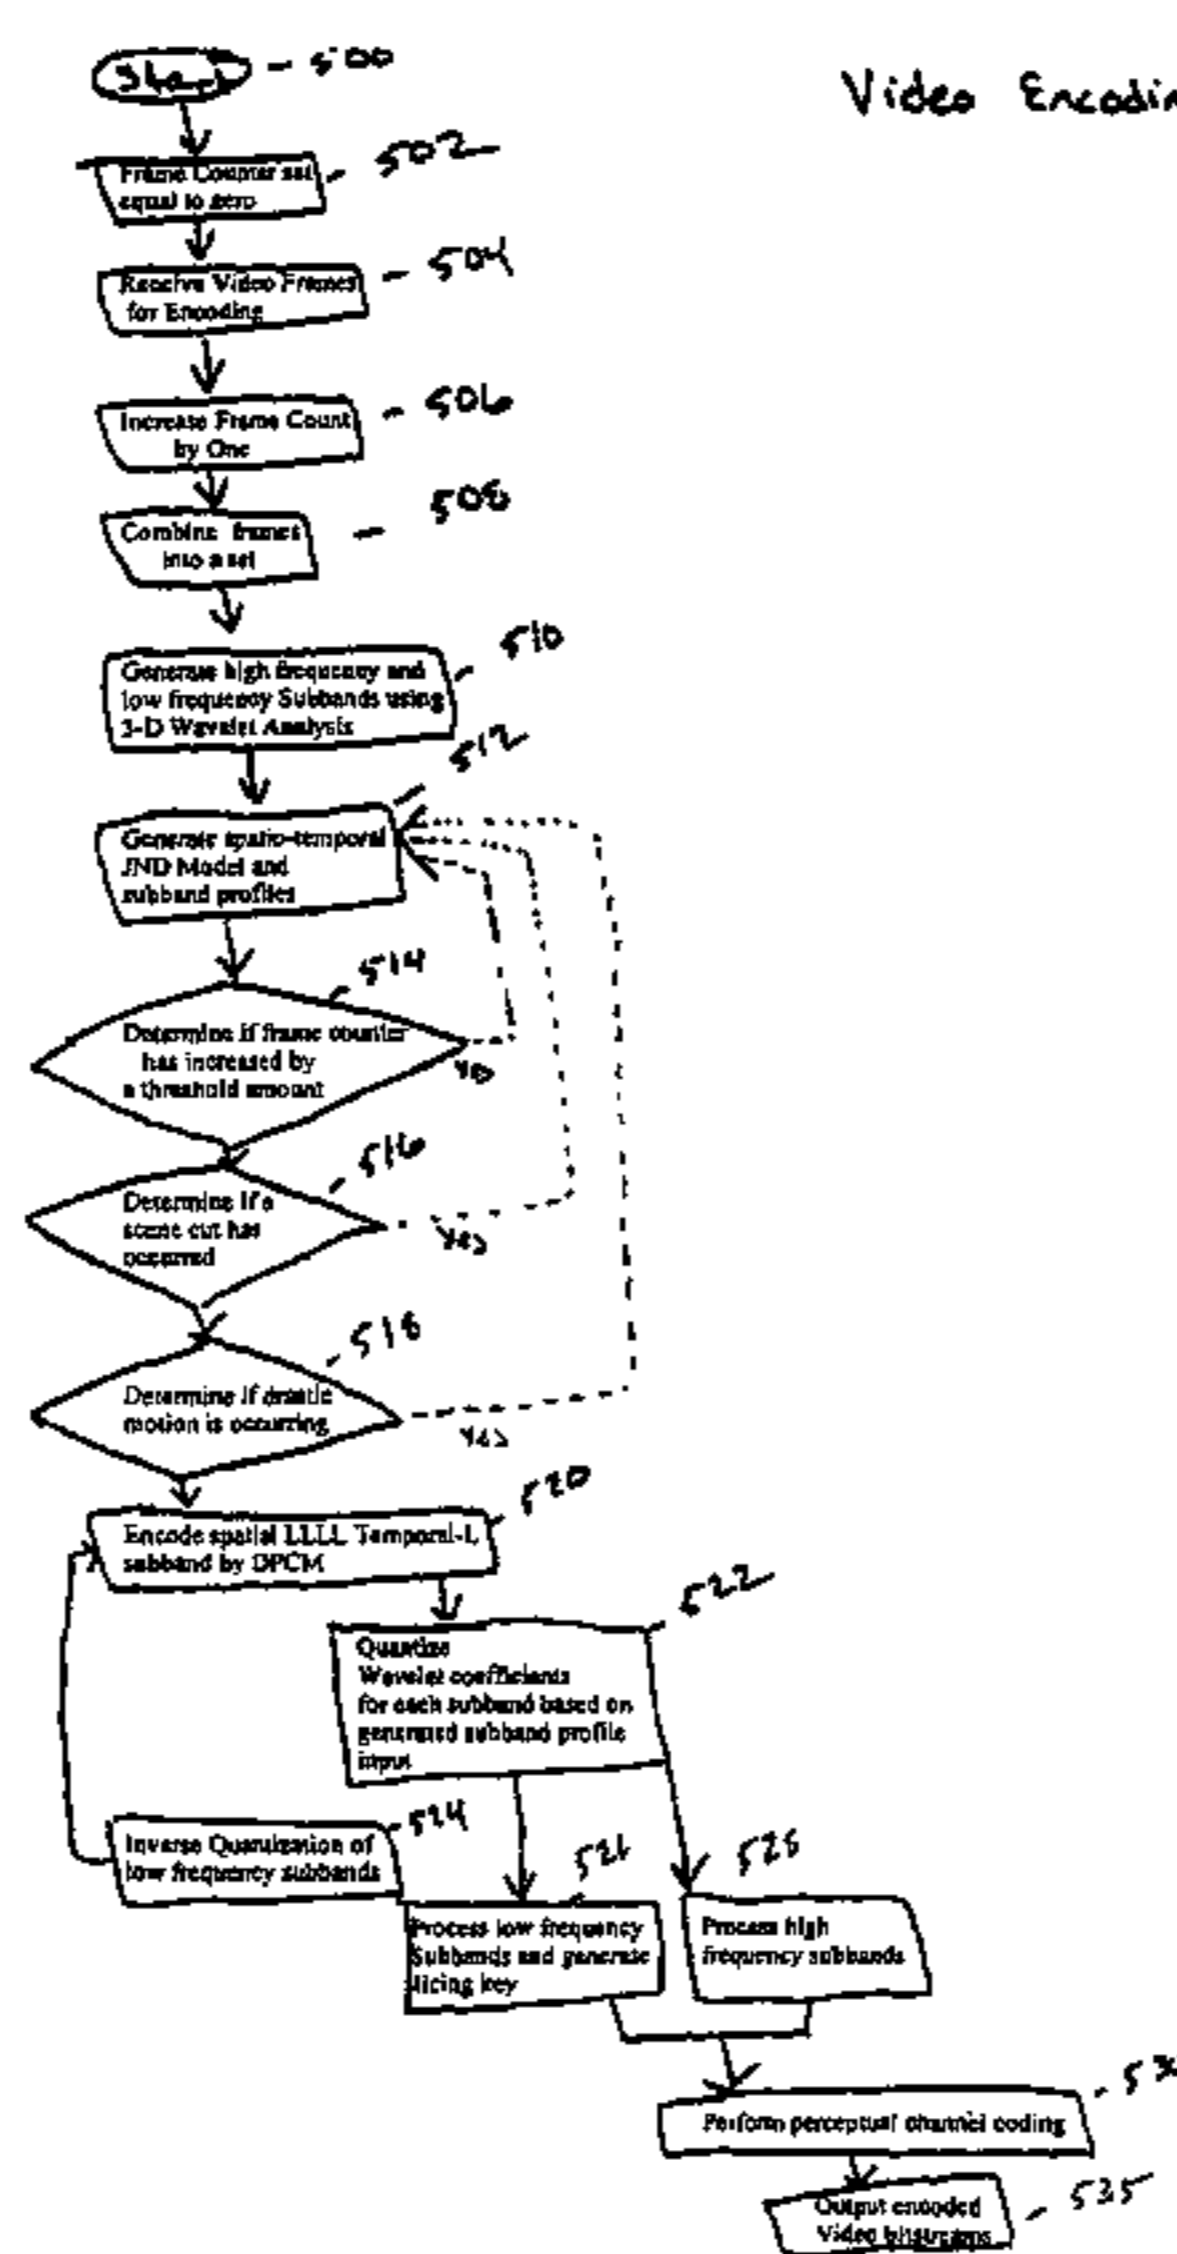 Start - 500
Video Encodin
502
Frame Counter set
equal to zero
504
Receive Video Frames
for Encoding
506
Increase Frame Count
by One
508
Combine frames
into a set
510
Generate high frequency and
low frequency Subbands using
3-D Wavelet Analysis
512
Generate spatio-temporal
JND Model and
subband profiles
514
Determine if frame counter
has increased by
a threshold amount
516
Determine if a
scene cut has
occurred
Yes
518
Determine if drastic
motion is occurring
Yes
520
Encode spatial LLLL Temporal-L
subband by DPCM
522
Quantize
Wavelet coefficients
for each subband based on
generated subband profile
input
524
Inverse Quantization of
low frequency subbands
526
Process low frequency
Subbands and generate
slicing key
528
Process high
frequency subbands
Perform perceptual channel coding
535
Output encoded
Video bitstreams